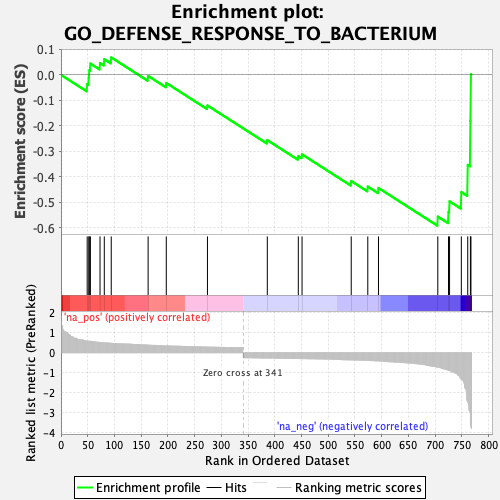 Enrichment plot:
GO_DEFENSE_RESPONSE_TO_BACTERIUM
Enrichment score (ES)
0.1
0.0
-0.1
-0.2
-0.3
-0.4
-0.5
-0.6
'na_pos' (positively correlated)
Ranked list metric (PreRanked)
2
1
0
-1
-2
-3
-4
Zero cross at 341
'na_neg' (negatively correlated)
0 50 100 150 200 250 300 350 400 450 500 550 600 650 700 750 800
Rank in Ordered Dataset
Enrichment profile Hits Ranking metric scores